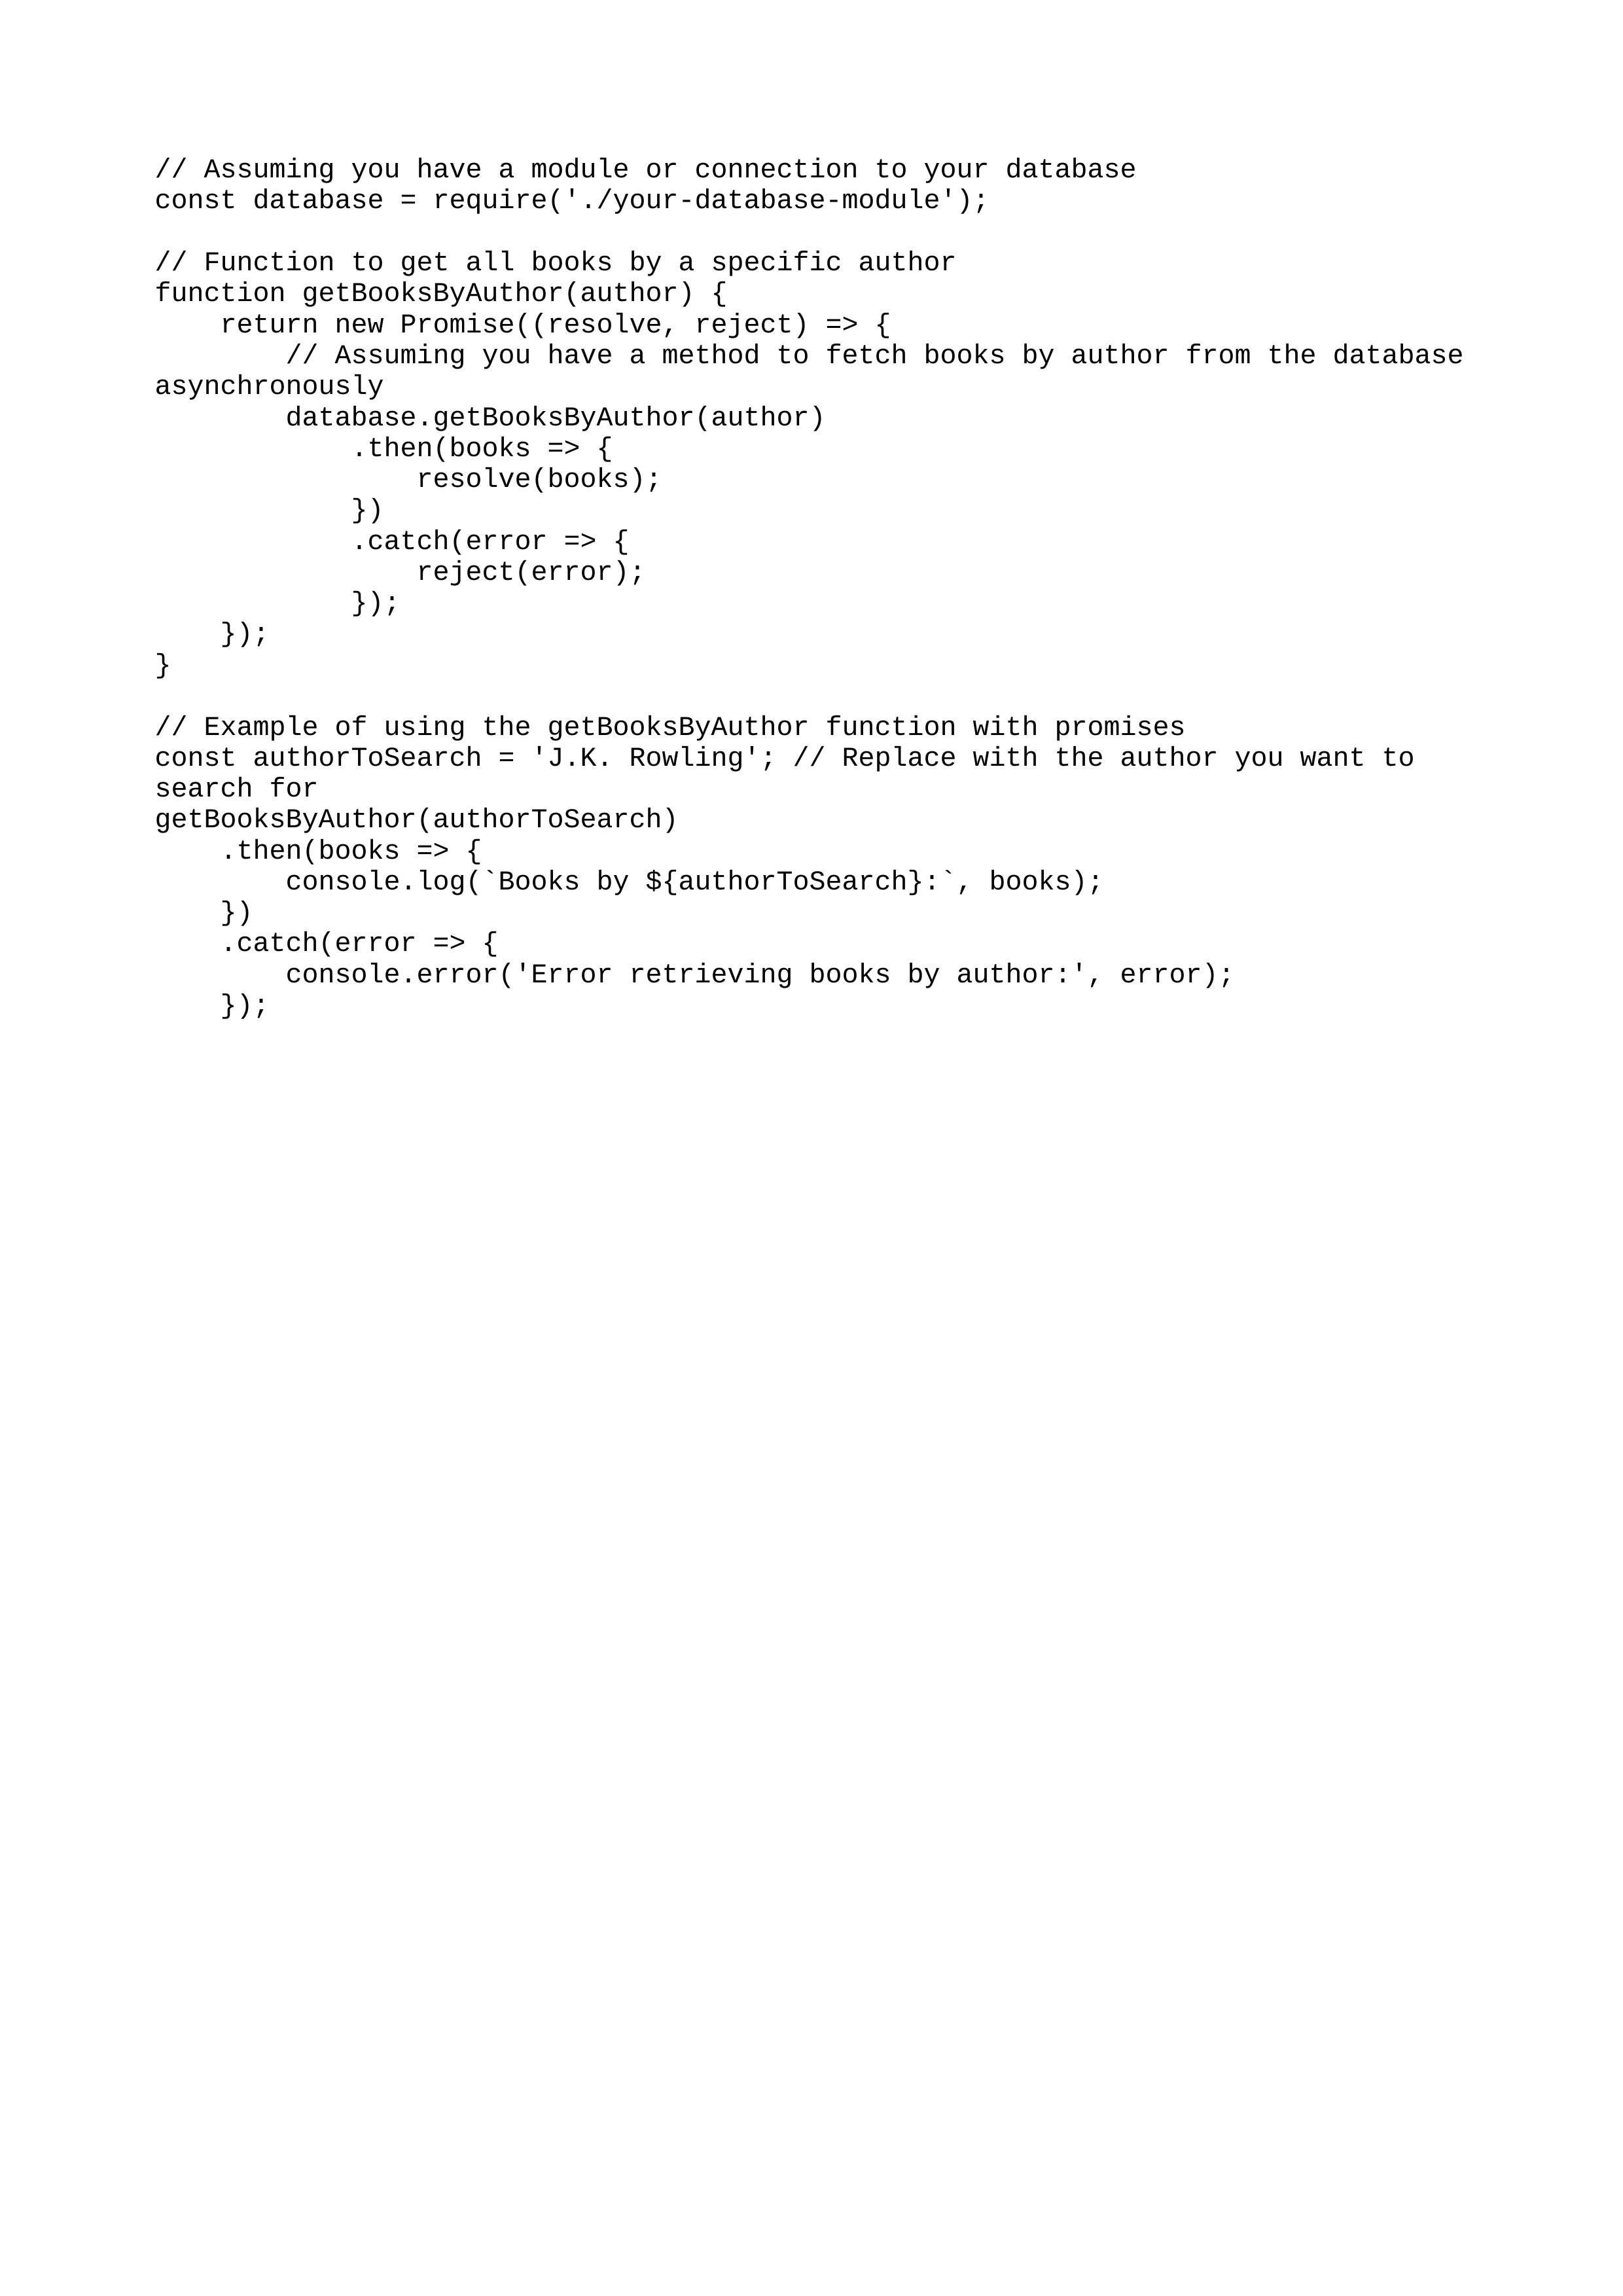 // Assuming you have a module or connection to your database
const database = require('./your-database-module');

// Function to get all books by a specific author
function getBooksByAuthor(author) {
    return new Promise((resolve, reject) => {
        // Assuming you have a method to fetch books by author from the database
asynchronously
        database.getBooksByAuthor(author)
            .then(books => {
                resolve(books);
            })
            .catch(error => {
                reject(error);
            });
    });
}

// Example of using the getBooksByAuthor function with promises
const authorToSearch = 'J.K. Rowling'; // Replace with the author you want to
search for
getBooksByAuthor(authorToSearch)
    .then(books => {
        console.log(`Books by ${authorToSearch}:`, books);
    })
    .catch(error => {
        console.error('Error retrieving books by author:', error);
    });